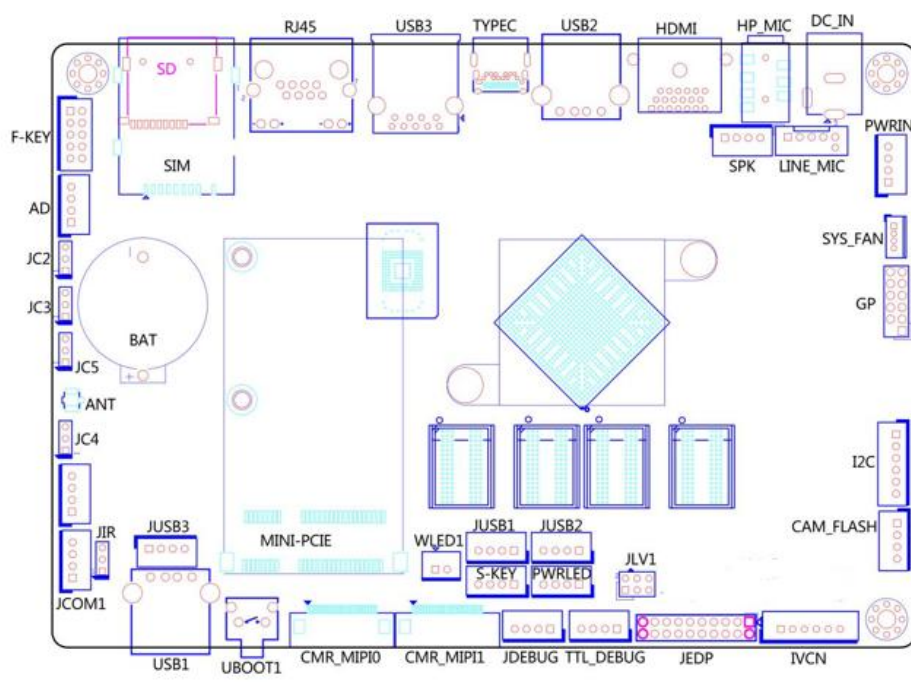 RJ45
USB3
TYPEC
USB2
HDMI
HP_MIC
DC_IN
SD
F-KEY
SIM
SPK
LINE_MIC
PWRIN
AD
SYS_FAN
JC2
JC3
GP
BAT
JC5
ANT
JC4
I2C
JUSB1
JUSB2
CAM_FLASH
JIR
JUSB3
MINI-PCIE
WLED1
JLV1
S-KEY
PWRLED
JCOM1
USB1
UBOOT1
CMR_MIPI0
CMR_MIPI1
JDEBUG
TTL_DEBUG
JEDP
IVCN